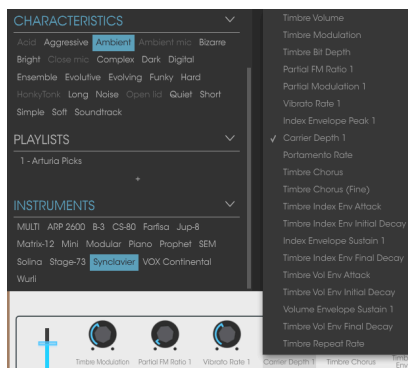 CHARACTERISTICS
Acid Aggressive Ambient Ambient mic Bizarre
Bright Close mic Complex Dark Digital
Ensemble Evolutive Evolving Funky Hard
HonkyTonk Long Noise Open lid Quiet Short
Simple Soft Soundtrack
PLAYLISTS
1 - Arturia Picks
+
INSTRUMENTS
MULTI ARP 2600 B-3 CS-80 Farfisa Jup-8
Matrix-12 Mini Modular Piano Prophet SEM
Solina Stage-73 Synclavier VOX Continental
Wurli
Timbre Volume
Timbre Modulation
Timbre Bit Depth
Partial FM Ratio 1
Partial Modulation 1
Vibrato Rate 1
Index Envelope Peak 1
✓ Carrier Depth 1
Portamento Rate
Timbre Chorus
Timbre Chorus (Fine)
Timbre Index Env Attack
Timbre Index Env Initial Decay
Index Envelope Sustain 1
Timbre Index Env Final Decay
Timbre Vol Env Attack
Timbre Vol Env Initial Decay
Volume Envelope Sustain 1
Timbre Vol Env Final Decay
Timbre Repeat Rate
Timbre Modulation Partial FM Ratio 1 Vibrato Rate 1 Carrier Depth 1 Timbre Chorus